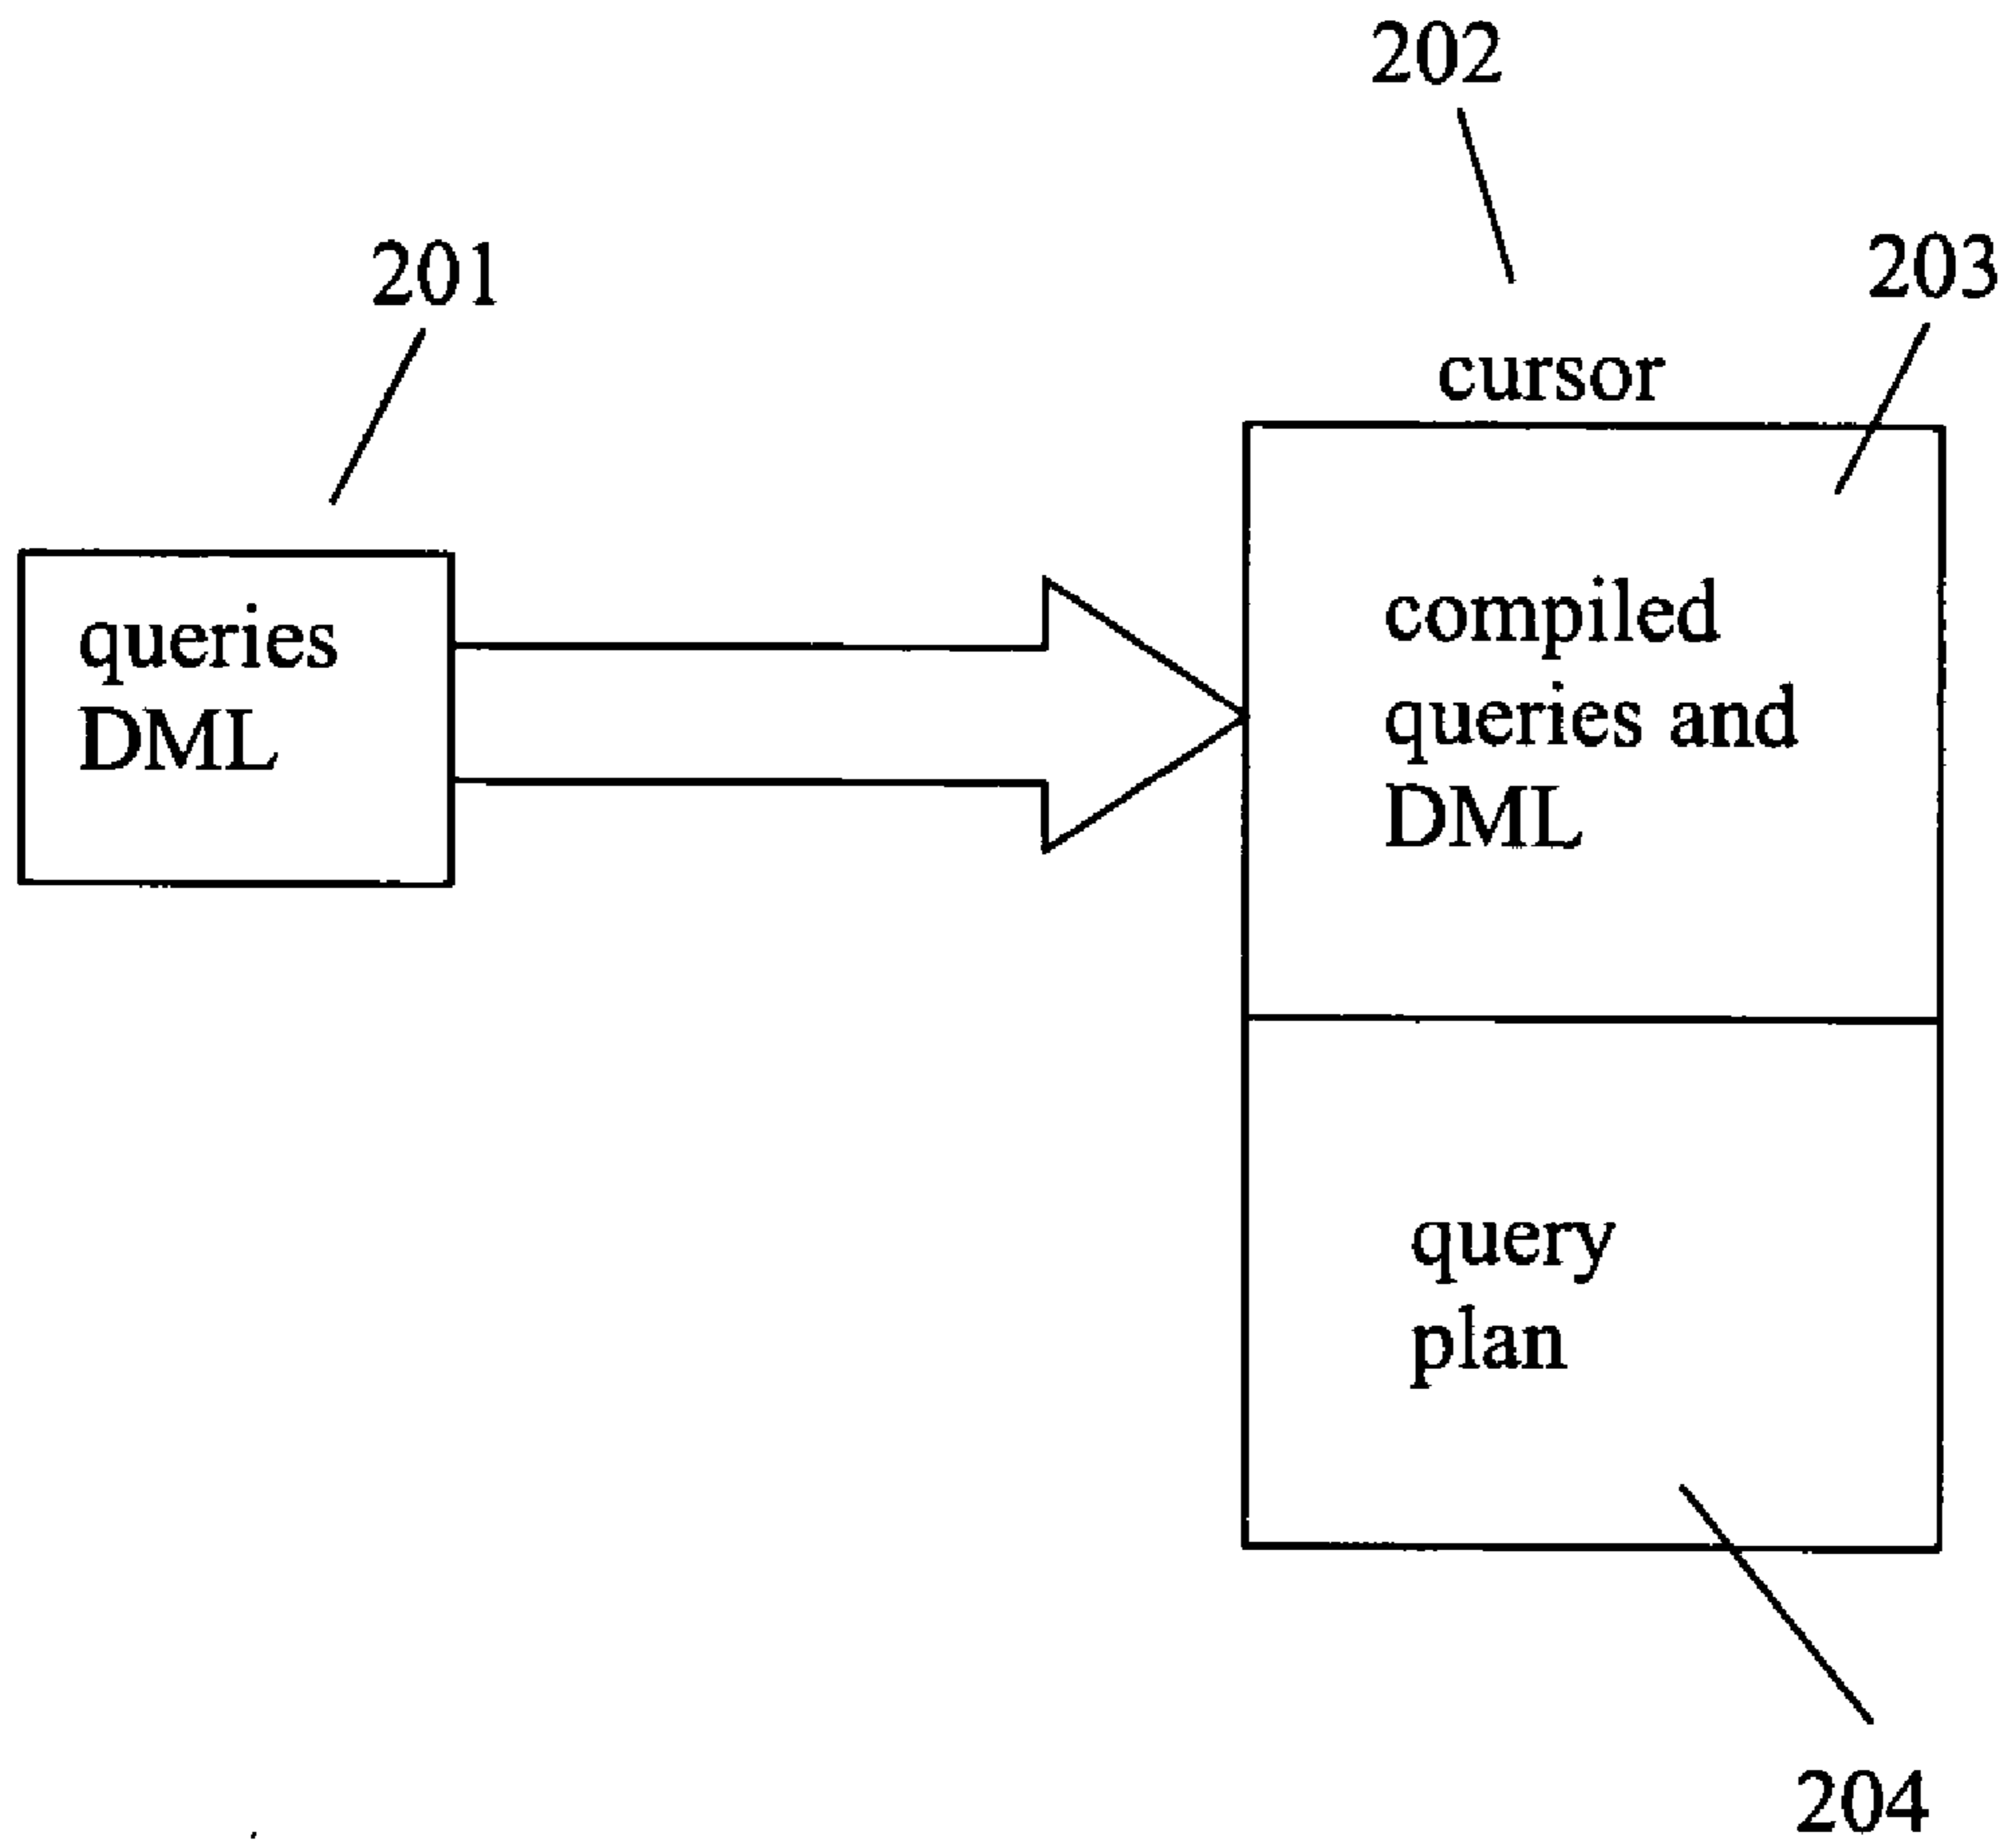 202
201
203
cursor
queries
DML
compiled
queries and
DML
query
plan
204